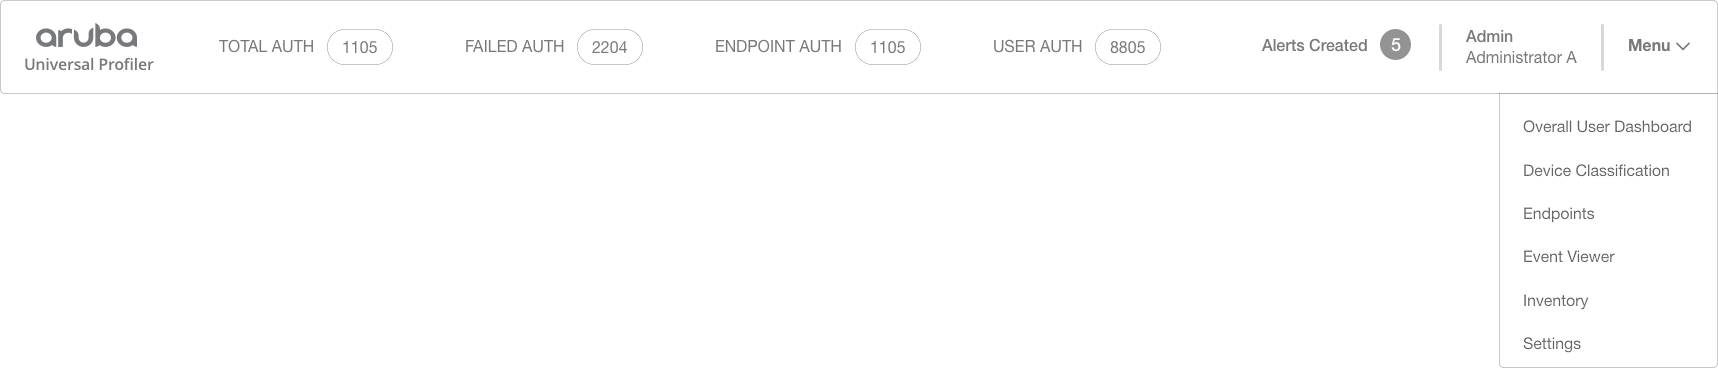 aruba
Universal Profiler
TOTAL AUTH 1105 FAILED AUTH 2204 ENDPOINT AUTH 1105 USER AUTH 8805 Alerts Created 5
Admin
Administrator A
Menu
Overall User Dashboard
Device Classification
Endpoints
Event Viewer
Inventory
Settings